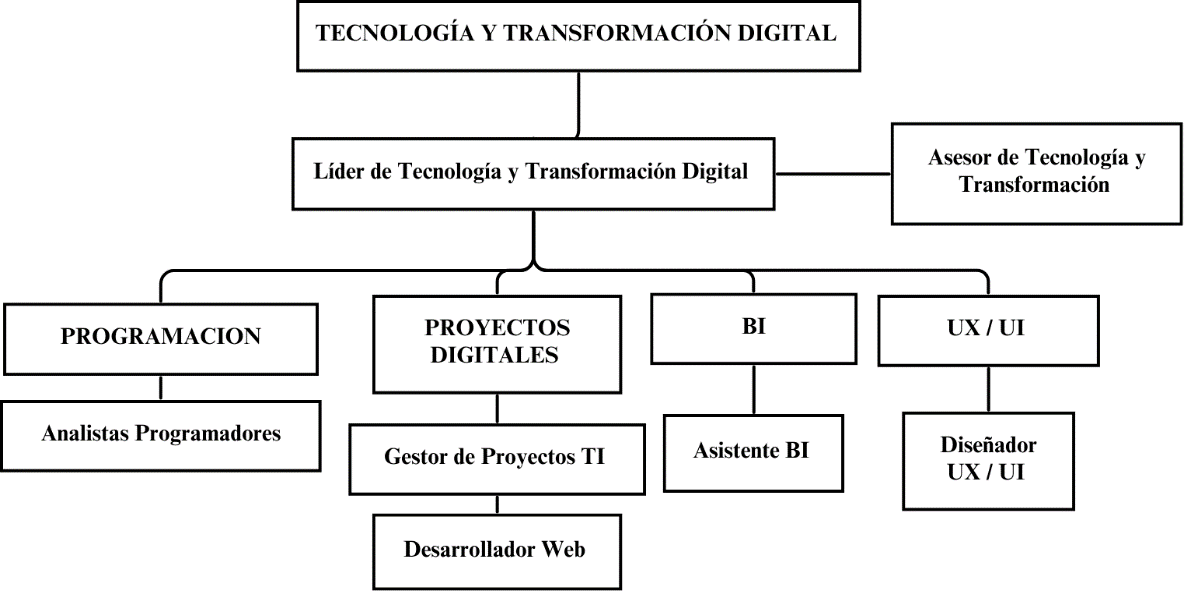 TECNOLOGÍA Y TRANSFORMACIÓN DIGITAL
Líder de Tecnología y Transformación Digital
Asesor de Tecnología y
Transformación
PROGRAMACION
PROYECTOS
DIGITALES
BI
UX / UI
Analistas Programadores
Gestor de Proyectos TI
Asistente BI
Diseñador
UX / UI
Desarrollador Web